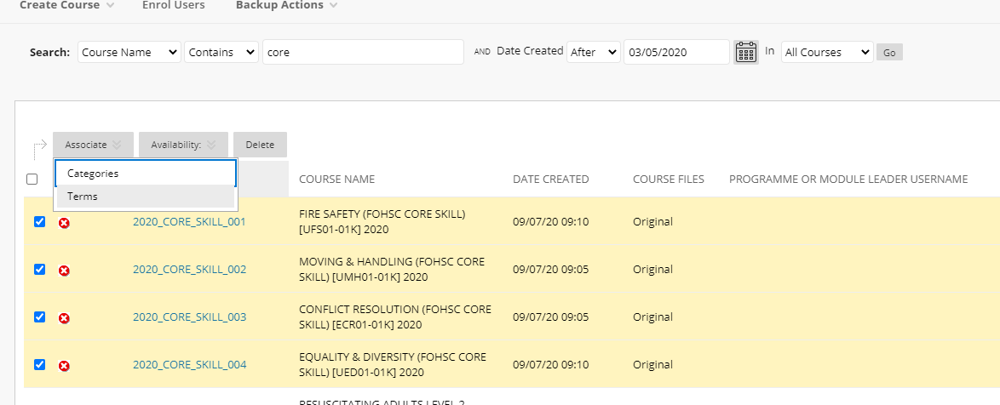 Create Course Enrol Users Backup Actions
Search: Course Name Contains core AND Date Created After 03/05/2020 In All Courses Go
Associate Availability: Delete
Categories
Terms
COURSE NAME DATE CREATED COURSE FILES PROGRAMME OR MODULE LEADER USERNAME
2020_CORE_SKILL_001 FIRE SAFETY (FOHSC CORE SKILL) 09/07/20 09:10 Original
[UFS01-01K] 2020
2020_CORE_SKILL_002 MOVING & HANDLING (FOHSC CORE 09/07/20 09:05 Original
SKILL) [UMH01-01K] 2020
2020_CORE_SKILL_003 CONFLICT RESOLUTION (FOHSC CORE 09/07/20 09:05 Original
SKILL) [ECR01-01K] 2020
2020_CORE_SKILL_004 EQUALITY & DIVERSITY (FOHSC CORE 09/07/20 09:10 Original
SKILL) [UED01-01K] 2020
RESUSCITATING ADULTS LEVEL 2